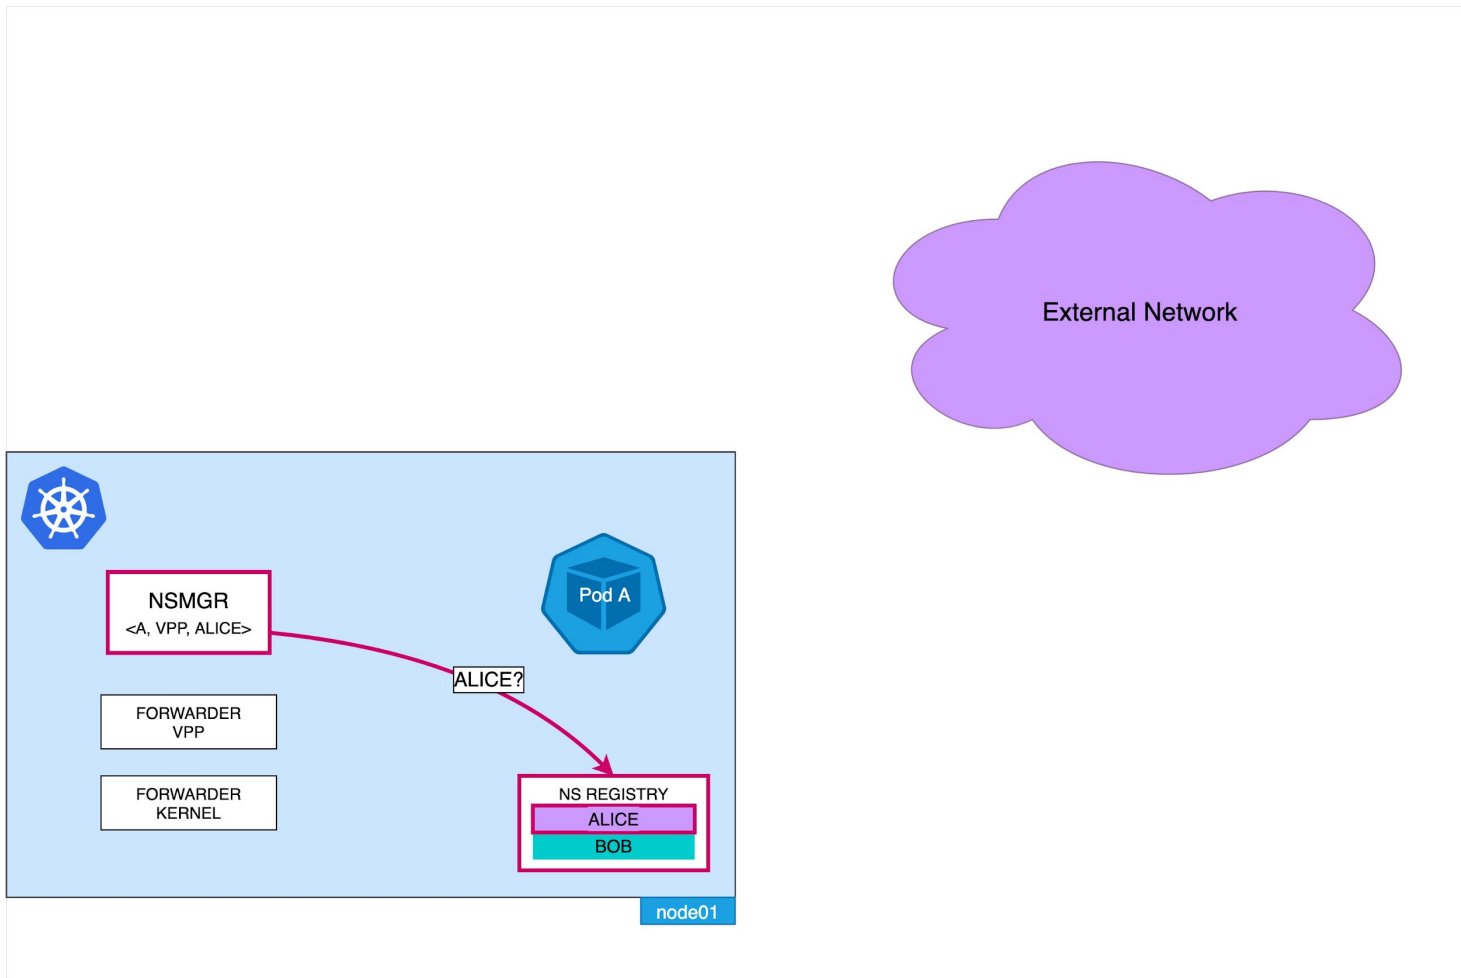 External Network
NSMGR
<A, VPP, ALICE>
Pod A
ALICE?
FORWARDER
VPP
FORWARDER
KERNEL
NS REGISTRY
ALICE
BOB
node01